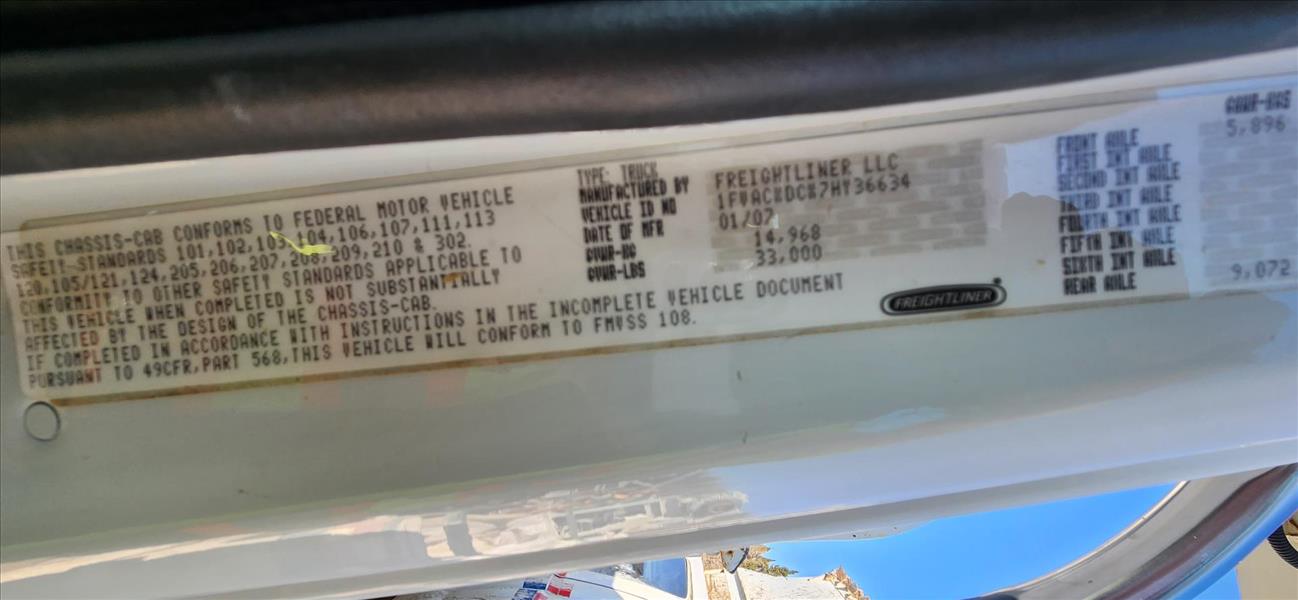 THIS CHASSIS-CAB CONFORMS TO FEDERAL MOTOR VEHICLE
SAFETY STANDARDS 101,102,103,104,106,107,111,113
120,105/121,124,205,206,207,208,209,210 & 302.
CONFORMITY TO OTHER SAFETY STANDARDS APPLICABLE TO
THIS VEHICLE WHEN COMPLETED IS NOT SUBSTANTIALLY
AFFECTED BY THE DESIGN OF THE CHASSIS-CAB.
IF COMPLETED IN ACCORDANCE WITH INSTRUCTIONS IN THE INCOMPLETE VEHICLE DOCUMENT
PURSUANT TO 49CFR,PART 568,THIS VEHICLE WILL CONFORM TO FMVSS 108.
TYPE: TRUCK
MANUFACTURED BY FREIGHTLINER LLC
VEHICLE ID NO
DATE OF MFR 01/07
GVWR-KG 14,968
GVWR-LBS 33,000
FREIGHTLINER
GAWR-KGS
FRONT AXLE 5,896
FIRST INT AXLE
SECOND INT AXLE
THIRD INT AXLE
FOURTH INT AXLE
FIFTH INT AXLE
SIXTH INT AXLE
REAR AXLE 9,072